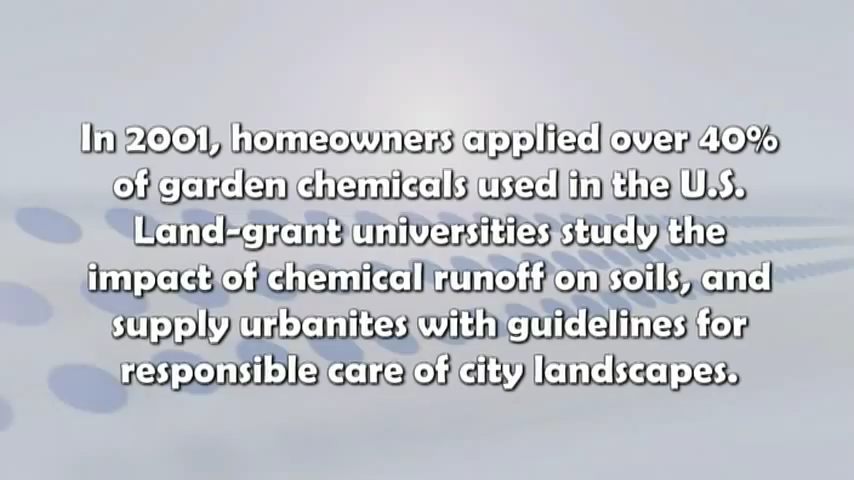 In 2001, homeowners applied over 40%
of garden chemicals used in the U.S.
Land-grant universities study the
impact of chemical runoff on soils, and
supply urbanites with guidelines for
responsible care of city landscapes.